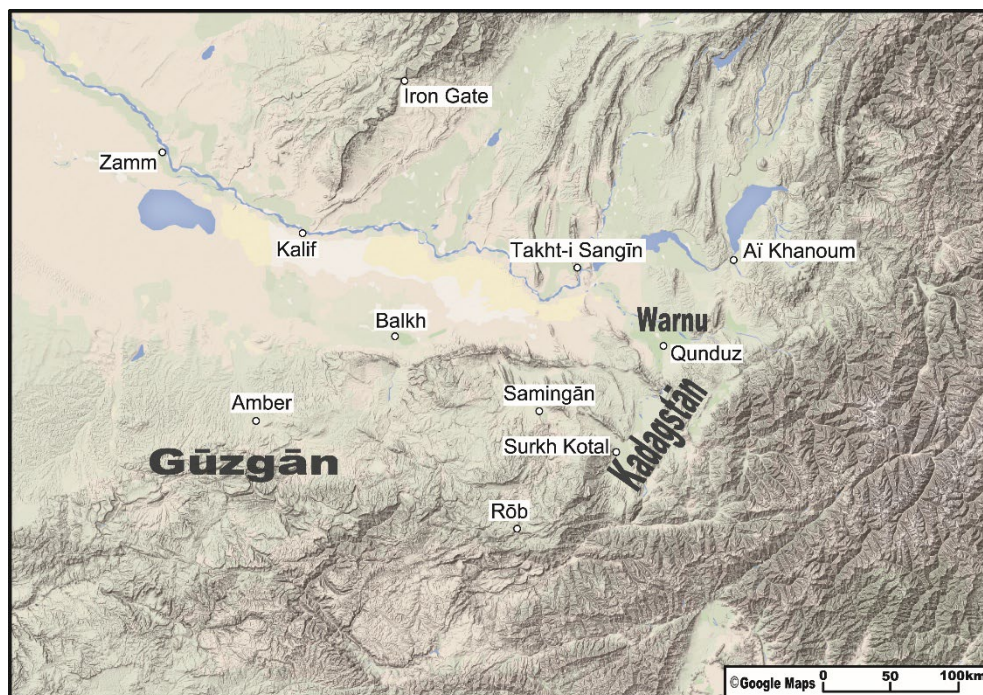 Iron Gate
Zamm
Kalif
Takht-i Sangīn
Aï Khanoum
Balkh
Warnu
Qunduz
Amber
Samingān
Kadagstān
Surkh Kotal
Gūzgān
Rōb
©Google Maps 0 50 100km